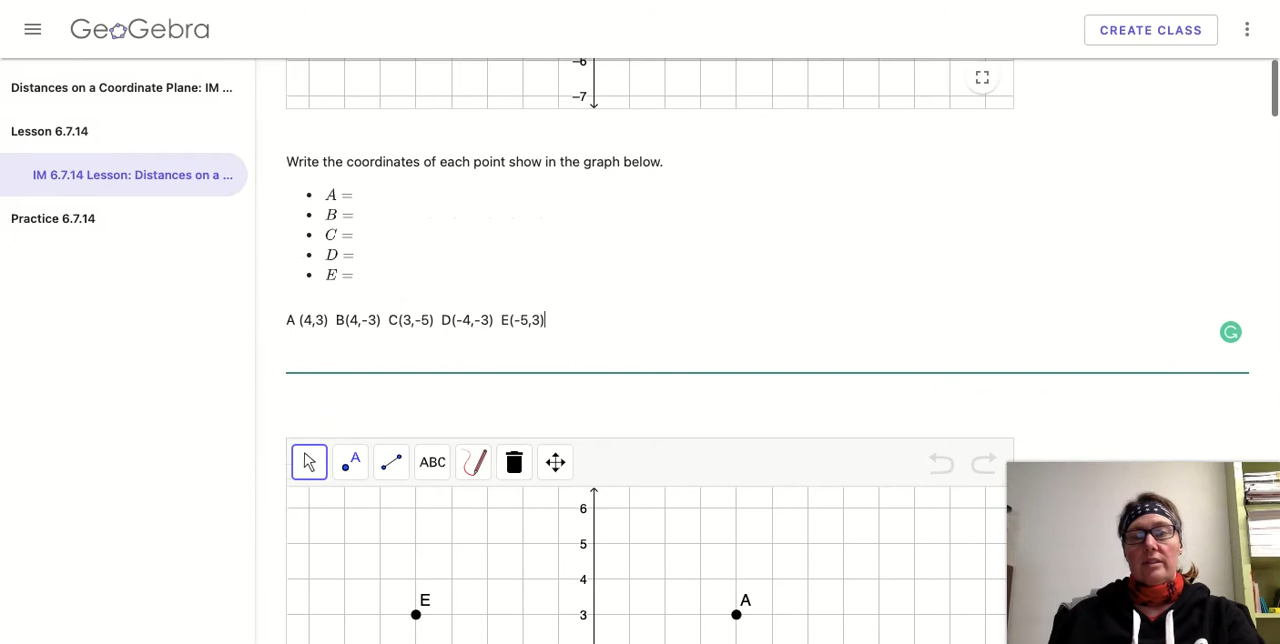 GeoGebra
CREATE CLASS
Distances on a Coordinate Plane: IM ...
Lesson 6.7.14
IM 6.7.14 Lesson: Distances on a ...
Practice 6.7.14
−6
−7
Write the coordinates of each point show in the graph below.
• A =
• B =
• C =
• D =
• E =
A (4,3)  B(4,-3)  C(3,-5)  D(-4,-3)  E(-5,3)
A
ABC
6
5
4
E
A
3